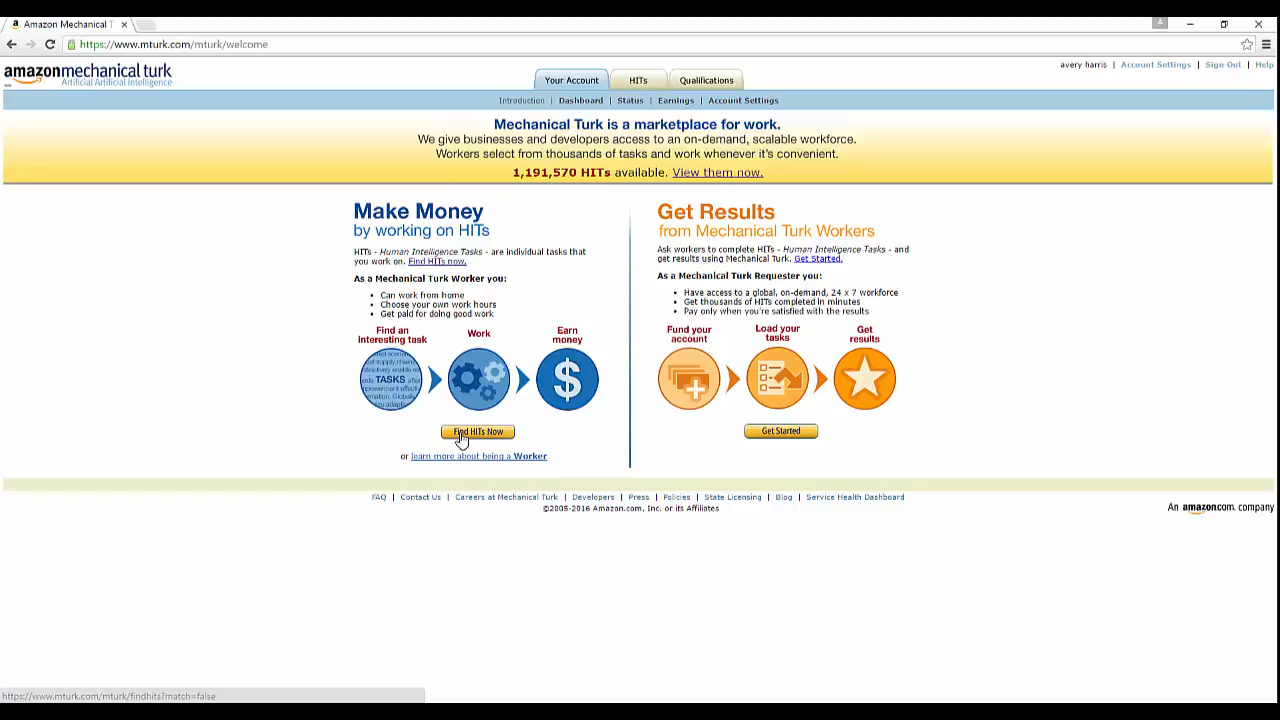 Amazon Mechanical T
https://www.mturk.com/mturk/welcome
amazonmechanical turk
Artificial Artificial Intelligence
avery harris | Account Settings | Sign Out | Help
Your Account HITs Qualifications
Introduction | Dashboard | Status | Earnings | Account Settings
Mechanical Turk is a marketplace for work.
We give businesses and developers access to an on-demand, scalable workforce.
Workers select from thousands of tasks and work whenever it's convenient.
1,191,570 HITs available. View them now.
Make Money
by working on HITs
HITs - Human Intelligence Tasks - are individual tasks that
you work on. Find HITs now.
As a Mechanical Turk Worker you:
• Can work from home
• Choose your own work hours
• Get paid for doing good work
Find an
interesting task
Work
Earn
money
TASKS
$
Find HITs Now
or learn more about being a Worker
Get Results
from Mechanical Turk Workers
Ask workers to complete HITs - Human Intelligence Tasks - and
get results using Mechanical Turk. Get Started.
As a Mechanical Turk Requester you:
• Have access to a global, on-demand, 24 x 7 workforce
• Get thousands of HITs completed in minutes
• Pay only when you're satisfied with the results
Fund your
account
Load your
tasks
Get
results
Get Started
FAQ | Contact Us | Careers at Mechanical Turk | Developers | Press | Policies | State Licensing | Blog | Service Health Dashboard
©2005-2016 Amazon.com, Inc. or its Affiliates
An amazon.com. company
https://www.mturk.com/mturk/findhits?match=false